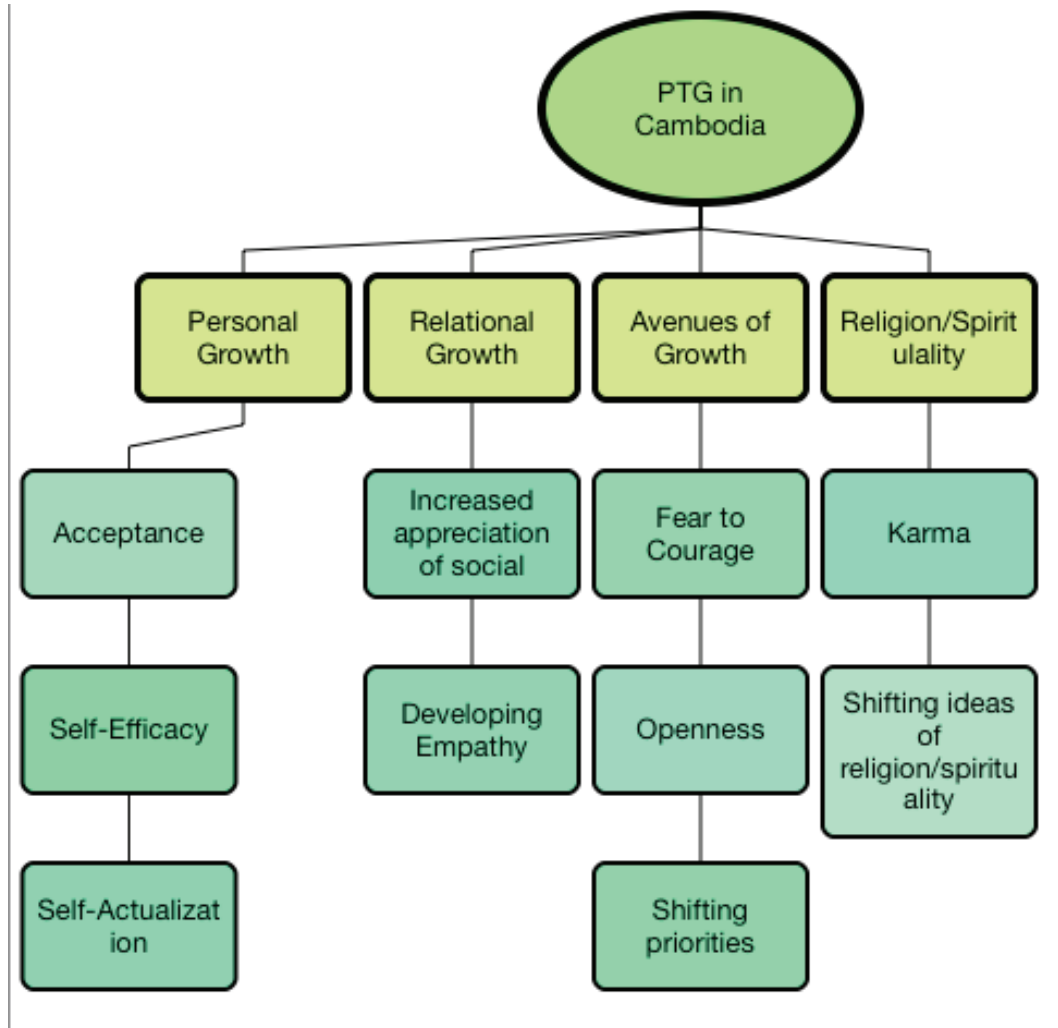 PTG in
Cambodia
Personal
Growth
Relational
Growth
Avenues of
Growth
Religion/Spirit
ulality
Acceptance
Increased
appreciation
of social
Fear to
Courage
Karma
Self-Efficacy
Developing
Empathy
Openness
Shifting ideas
of
religion/spiritu
ality
Self-Actualizat
ion
Shifting
priorities